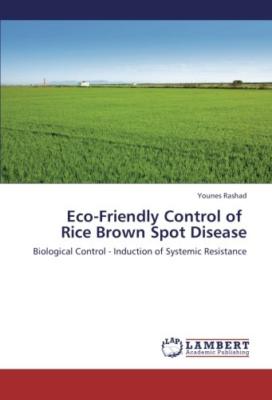 Younes Rashad
Eco-Friendly Control of
Rice Brown Spot Disease
Biological Control - Induction of Systemic Resistance
LAP LAMBERT
Academic Publishing